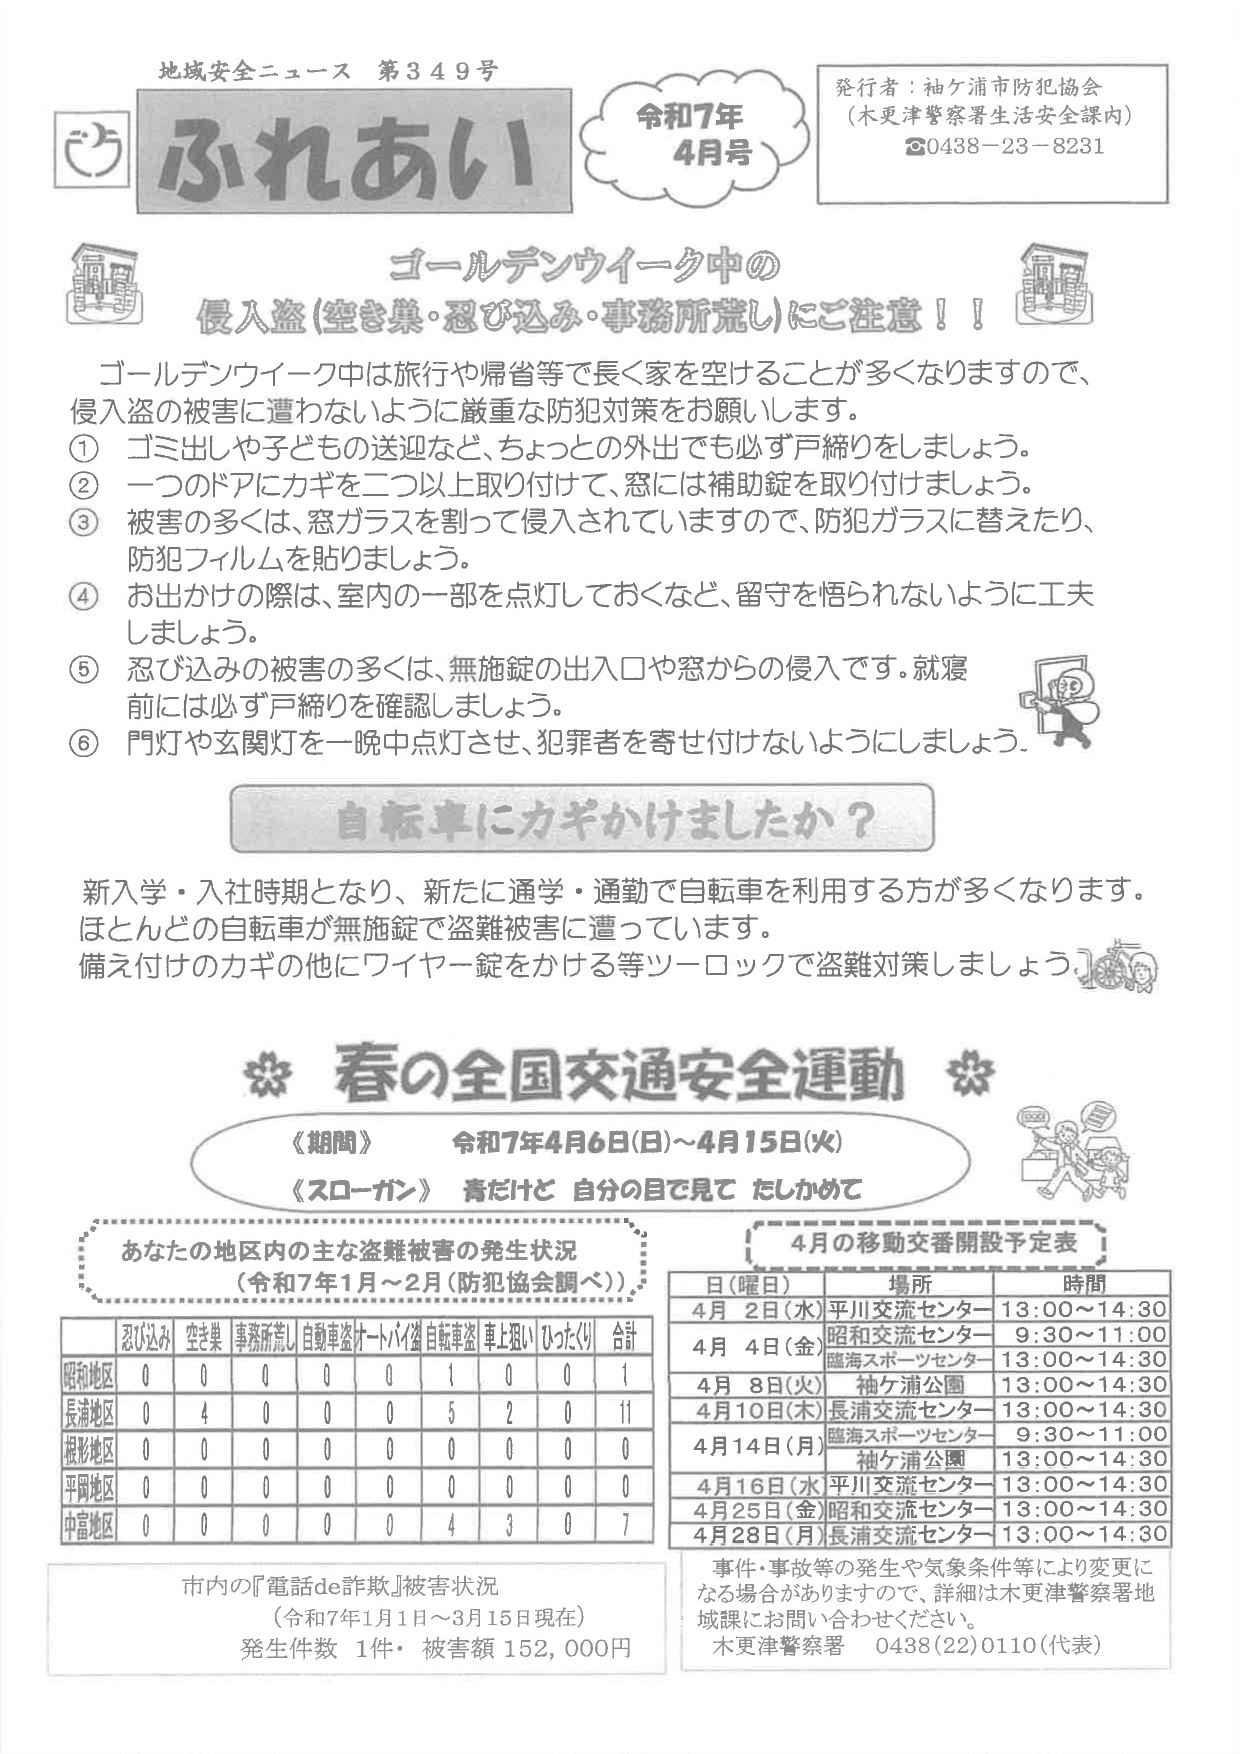 地域安全ニュース　第３４９号
ふれあい
令和7年
4月号
発行者：袖ケ浦市防犯協会
（木更津警察署生活安全課内）
☎0438－23－8231
ゴールデンウイーク中の
侵入盗(空き巣・忍び込み・事務所荒し)にご注意！！
ゴールデンウイーク中は旅行や帰省等で長く家を空けることが多くなりますので、
侵入盗の被害に遭わないように厳重な防犯対策をお願いします。
①　ゴミ出しや子どもの送迎など、ちょっとの外出でも必ず戸締りをしましょう。
②　一つのドアにカギを二つ以上取り付けて、窓には補助錠を取り付けましょう。
③　被害の多くは、窓ガラスを割って侵入されていますので、防犯ガラスに替えたり、
防犯フィルムを貼りましょう。
④　お出かけの際は、室内の一部を点灯しておくなど、留守を悟られないように工夫
しましょう。
⑤　忍び込みの被害の多くは、無施錠の出入口や窓からの侵入です。就寝
前には必ず戸締りを確認しましょう。
⑥　門灯や玄関灯を一晩中点灯させ、犯罪者を寄せ付けないようにしましょう。
自転車にカギかけましたか？
新入学・入社時期となり、新たに通学・通勤で自転車を利用する方が多くなります。
ほとんどの自転車が無施錠で盗難被害に遭っています。
備え付けのカギの他にワイヤー錠をかける等ツーロックで盗難対策しましょう。
春の全国交通安全運動
《期間》　令和7年4月6日(日)～4月15日(火)
《スローガン》　青だけど　自分の目で見て　たしかめて
あなたの地区内の主な盗難被害の発生状況
（令和7年1月～2月(防犯協会調べ)）
忍び込み 空き巣 事務所荒し 自動車盗 オートバイ盗 自転車盗 車上狙い ひったくり 合計
昭和地区 0 0 0 0 0 1 0 0 1
長浦地区 0 4 0 0 0 5 2 0 11
根形地区 0 0 0 0 0 0 0 0 0
平岡地区 0 0 0 0 0 0 0 0 0
中富地区 0 0 0 0 0 4 3 0 7
4月の移動交番開設予定表
日(曜日) 場所 時間
4月 2日(水) 平川交流センター 13:00～14:30
4月 4日(金) 昭和交流センター 9:30～11:00
臨海スポーツセンター 13:00～14:30
4月 8日(火) 袖ケ浦公園 13:00～14:30
4月10日(木) 長浦交流センター 13:00～14:30
4月14日(月) 臨海スポーツセンター 9:30～11:00
袖ケ浦公園 13:00～14:30
4月16日(水) 平川交流センター 13:00～14:30
4月25日(金) 昭和交流センター 13:00～14:30
4月28日(月) 長浦交流センター 13:00～14:30
市内の『電話de詐欺』被害状況
（令和7年1月1日～3月15日現在）
発生件数　1件・　被害額 152,000円
事件・事故等の発生や気象条件等により変更に
なる場合がありますので、詳細は木更津警察署地
域課にお問い合わせください。
木更津警察署　0438(22)0110(代表)